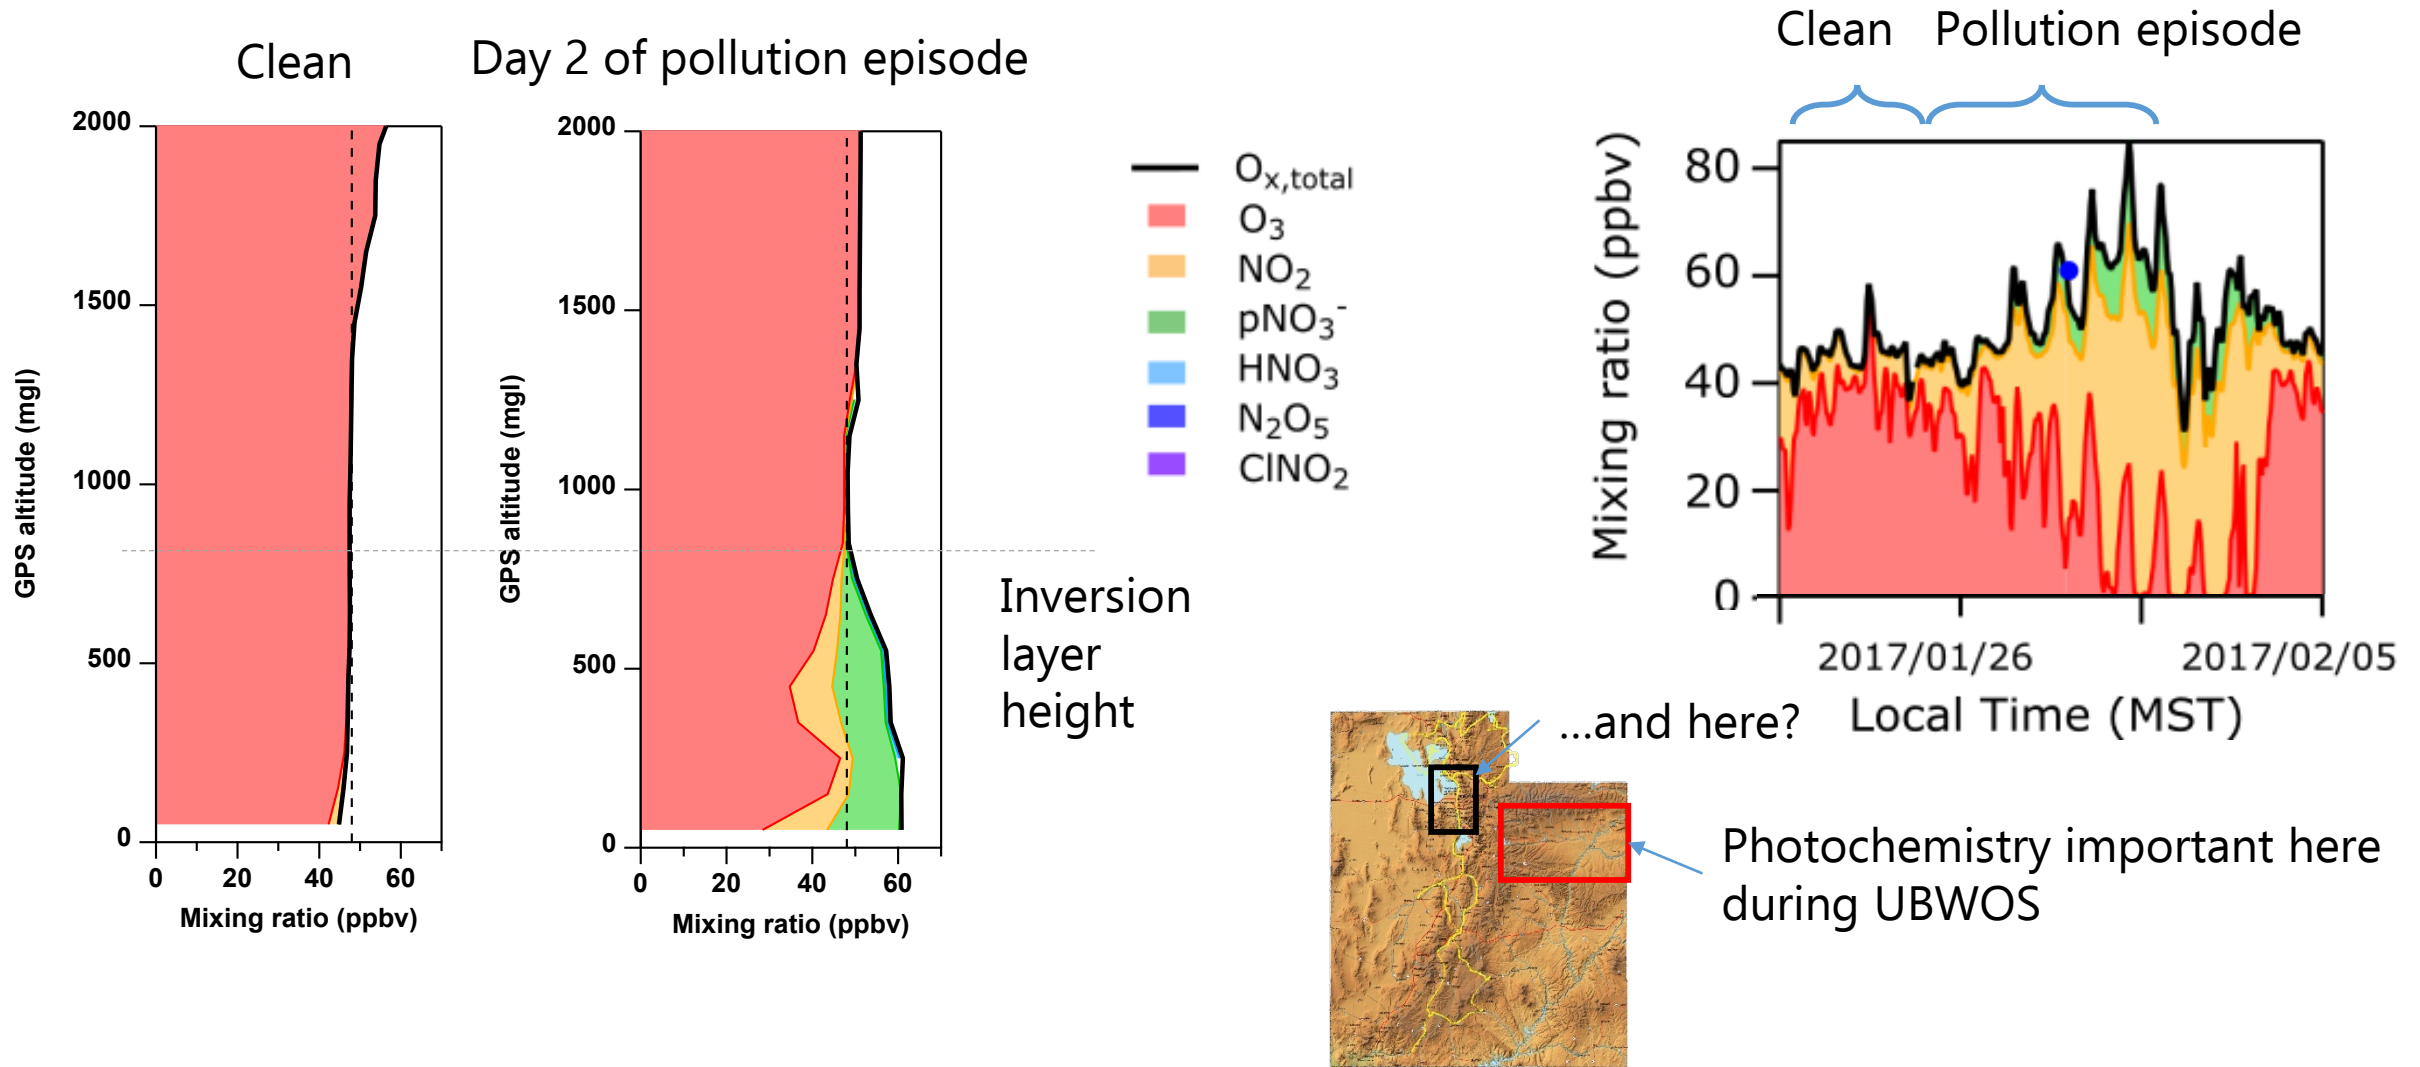 Clean
Day 2 of pollution episode
2000
1500
1000
500
0
GPS altitude (mgl)
0 20 40 60
Mixing ratio (ppbv)
2000
1500
1000
500
0
GPS altitude (mgl)
0 20 40 60
Mixing ratio (ppbv)
Inversion
layer
height
Ox,total
O3
NO2
pNO3-
HNO3
N2O5
ClNO2
Clean Pollution episode
80
60
40
20
0
Mixing ratio (ppbv)
2017/01/26 2017/02/05
Local Time (MST)
...and here?
Photochemistry important here
during UBWOS